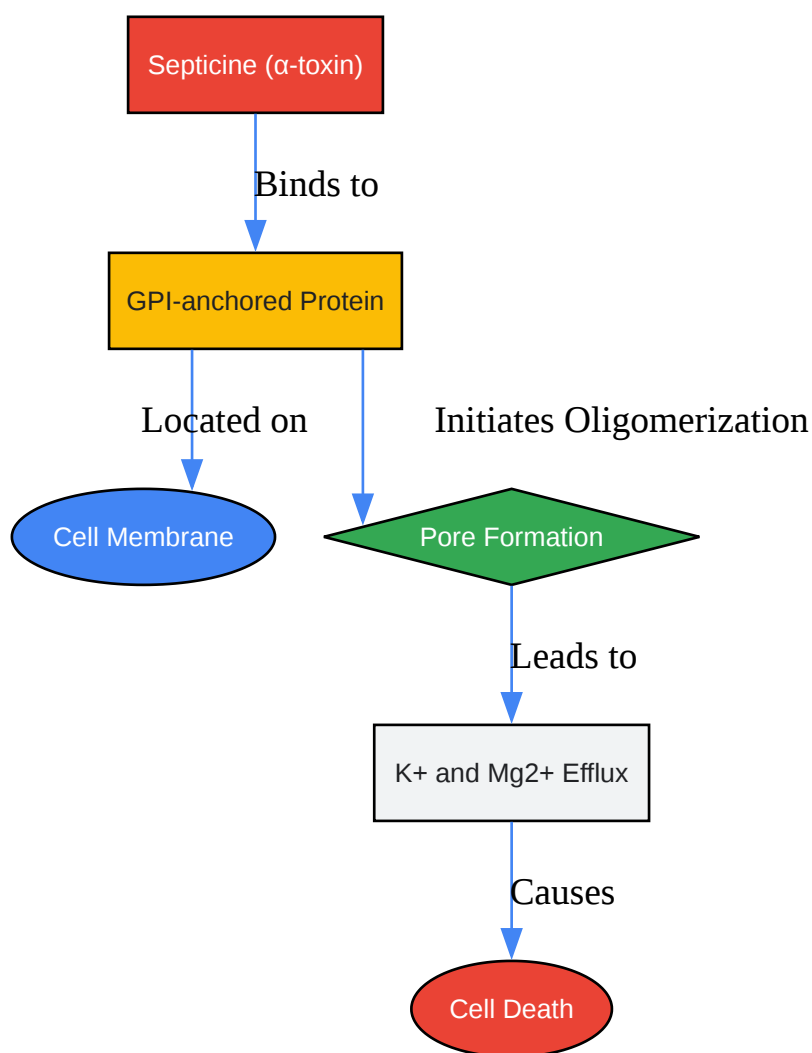 Septicine (α-toxin)
Binds to
GPI-anchored Protein
Located on
Initiates Oligomerization
Cell Membrane
Pore Formation
Leads to
K+ and Mg2+ Efflux
Causes
Cell Death